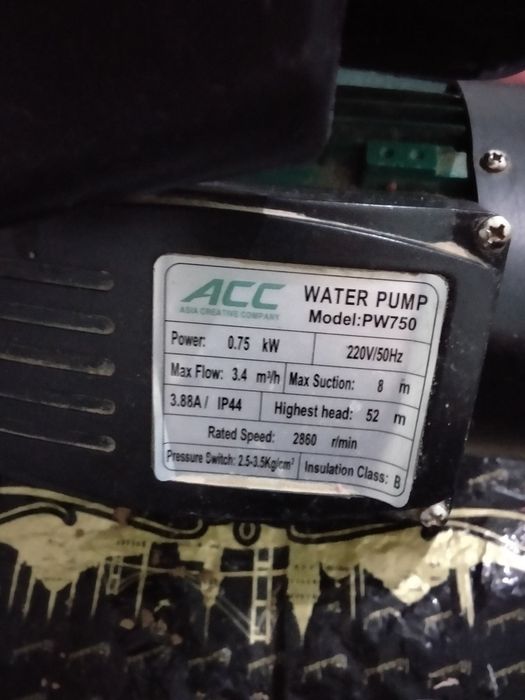 ACC WATER PUMP
ASIA CREATIVE COMPANY Model:PW750
Power: 0.75 kW 220V/50Hz
Max Flow: 3.4 m³/h Max Suction: 8 m
3.88A / IP44 Highest head: 52 m
Rated Speed: 2860 r/min
Pressure Switch: 2.5-3.5Kg/cm² Insulation Class: B